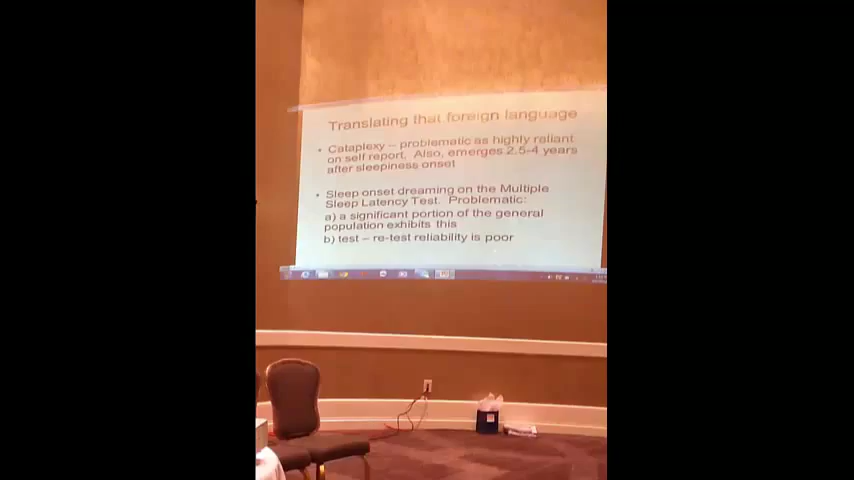 Translating that foreign language
• Cataplexy – problematic as highly reliant
on self report. Also, emerges 2.5-4 years
after sleepiness onset
• Sleep onset dreaming on the Multiple
Sleep Latency Test. Problematic:
a) a significant portion of the general
population exhibits this
b) test – re-test reliability is poor